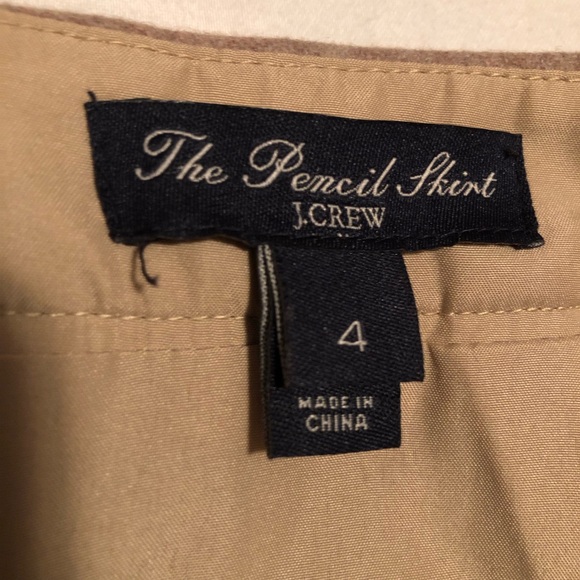 The Pencil Skirt
J.CREW
4
MADE IN
CHINA